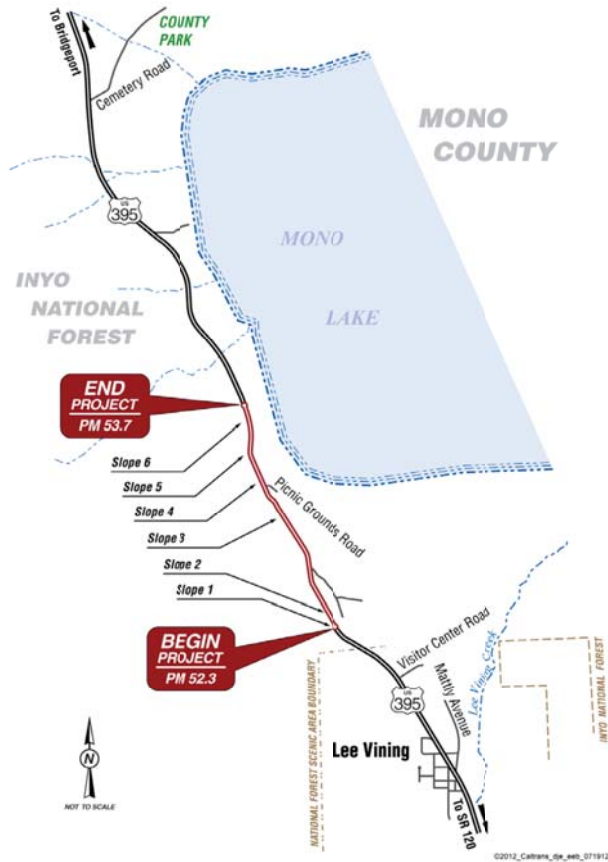 To Bridgeport
COUNTY
PARK
Cemetery Road
MONO
COUNTY
US
395
MONO
LAKE
INYO
NATIONAL
FOREST
END
PROJECT
PM 53.7
Slope 6
Slope 5
Slope 4
Slope 3
Slope 2
Slope 1
Picnic Grounds Road
BEGIN
PROJECT
PM 52.3
Visitor Center Road
US
395
Mattly Avenue
Lee Vining Creek
NATIONAL FOREST SCENIC AREA BOUNDARY
INYO NATIONAL FOREST
Lee Vining
To SR 120
N
NOT TO SCALE
©2012_Caltrans_dje_eeb_071912